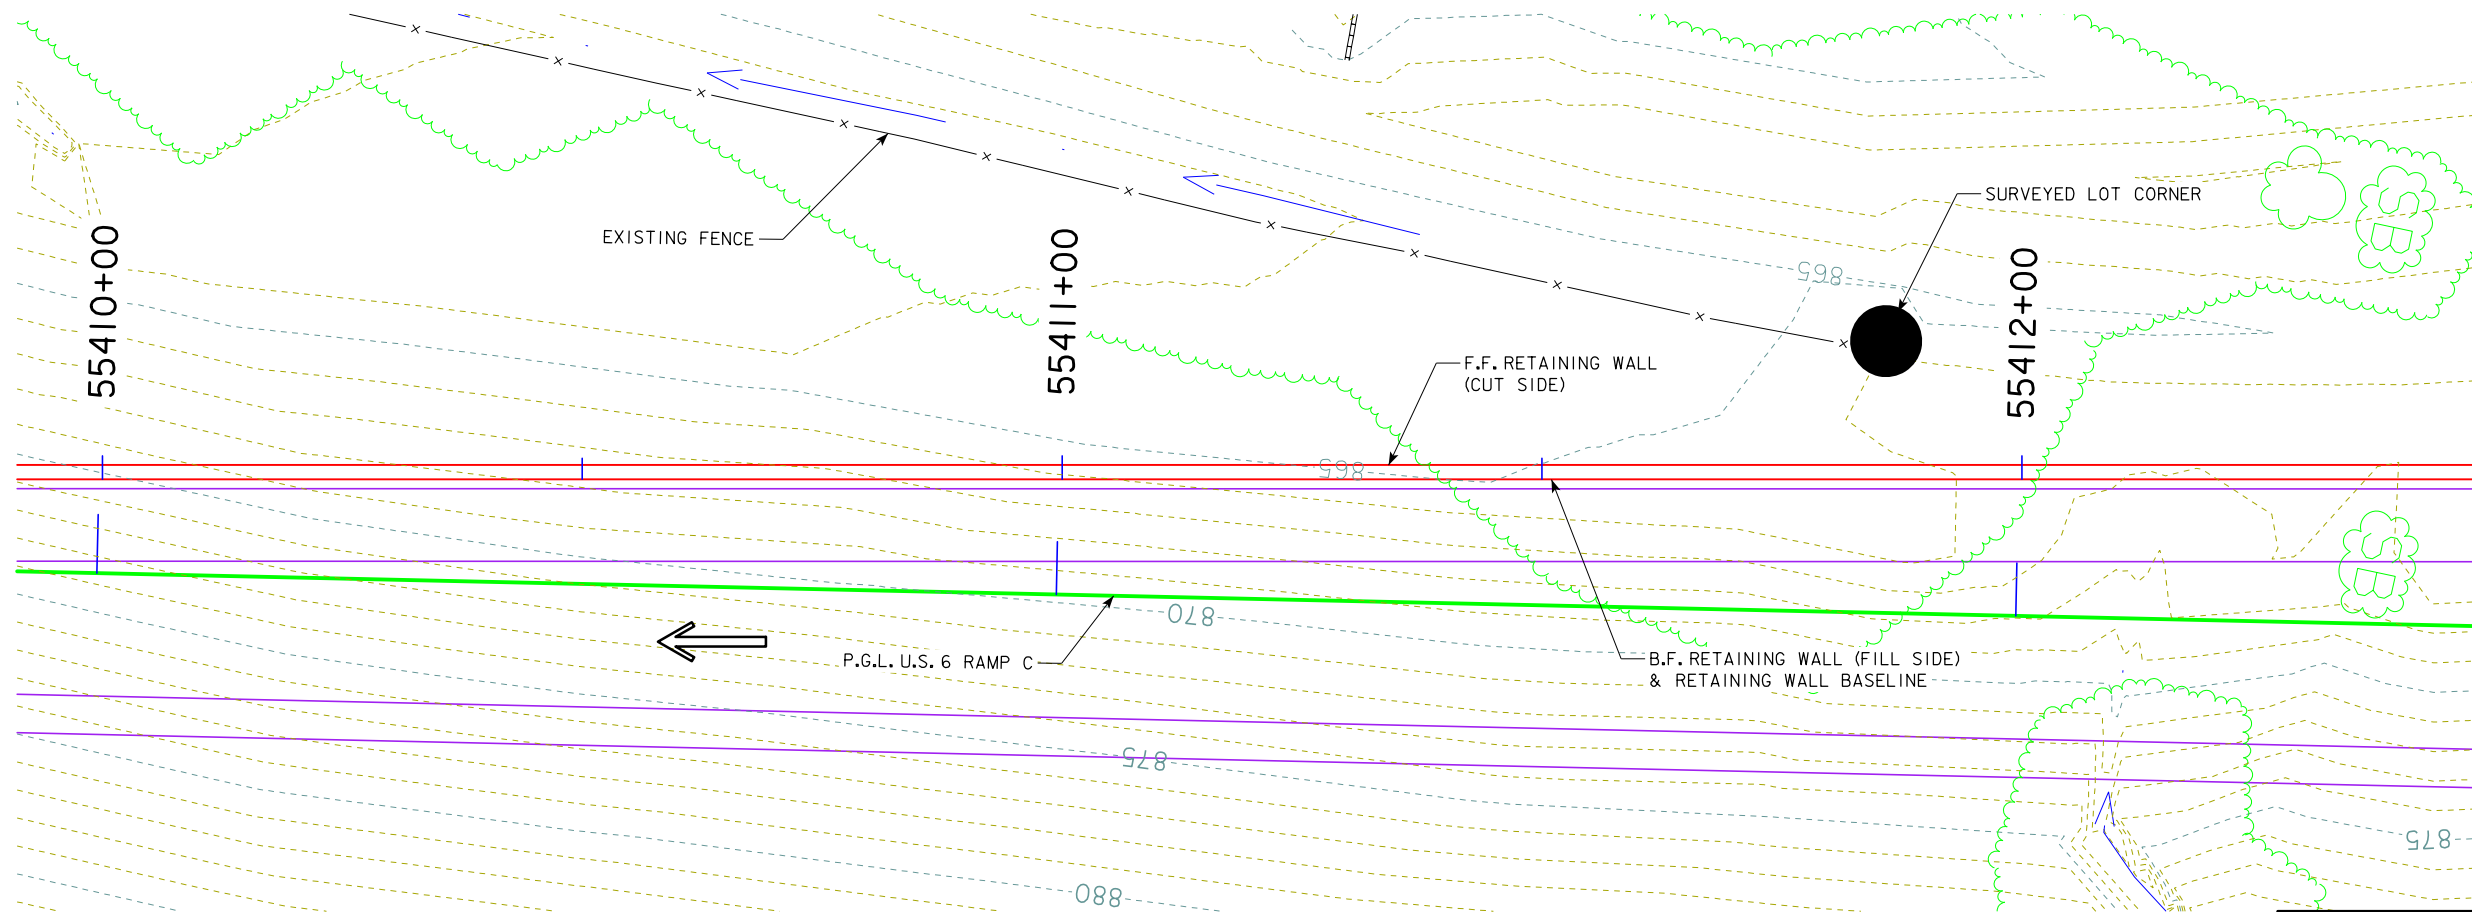 SURVEYED LOT CORNER
EXISTING FENCE
55410+00
55411+00
55412+00
865
F.F. RETAINING WALL
(CUT SIDE)
865
870
P.G.L. U.S. 6 RAMP C
B.F. RETAINING WALL (FILL SIDE)
& RETAINING WALL BASELINE
875
875
880